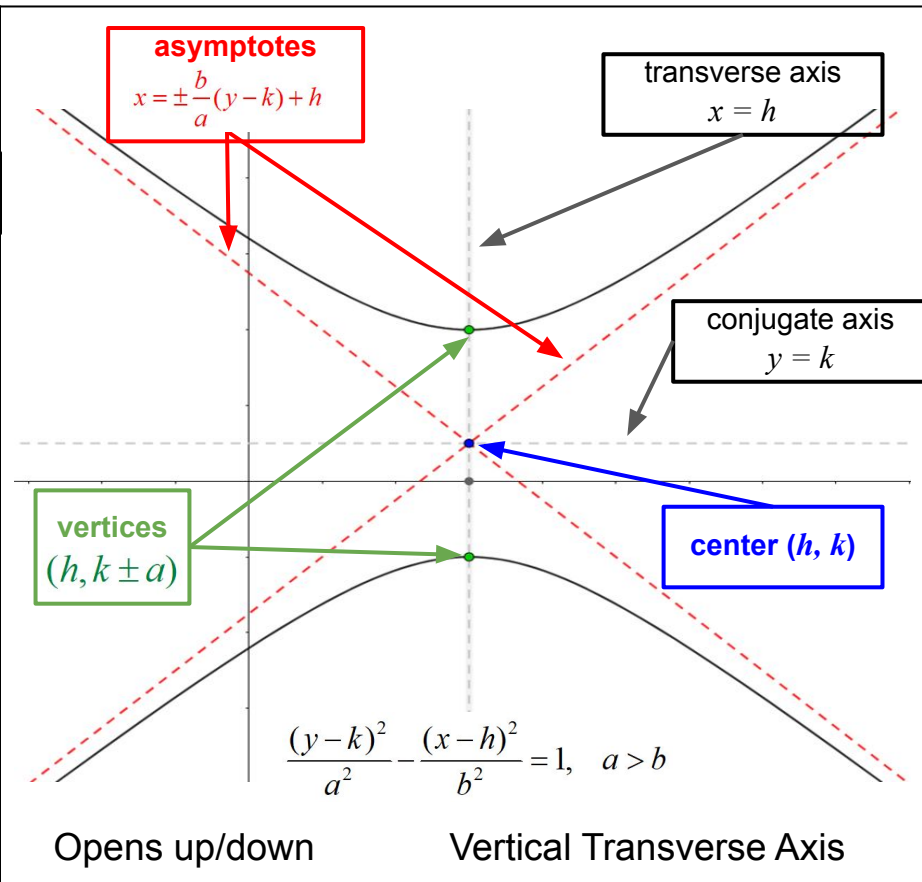 asymptotes
x = ± b/a (y − k) + h
transverse axis
x = h
conjugate axis
y = k
vertices
(h, k ± a)
center (h, k)
(y − k)²/a² − (x − h)²/b² = 1, a > b
Opens up/down Vertical Transverse Axis